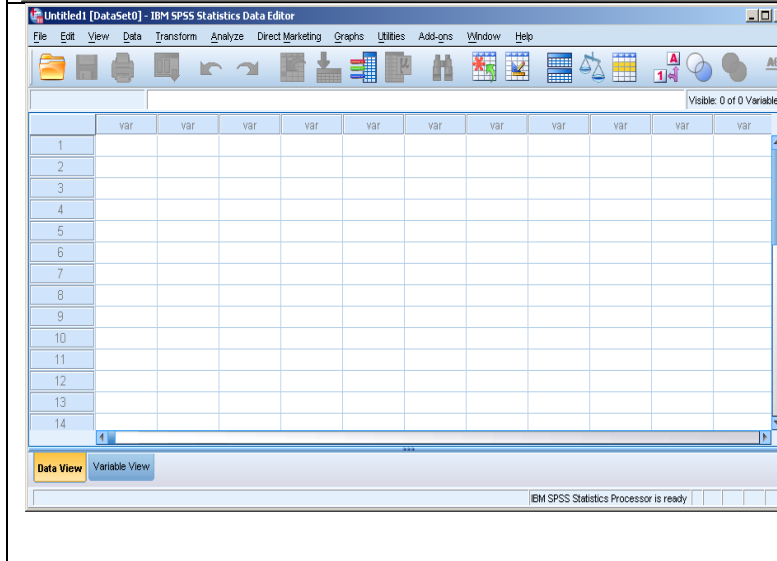 Untitled1 [DataSet0] - IBM SPSS Statistics Data Editor
File Edit View Data Transform Analyze Direct Marketing Graphs Utilities Add-ons Window Help
A
1
Visible: 0 of 0 Variable
var var var var var var var var var var var
1
2
3
4
5
6
7
8
9
10
11
12
13
14
Data View Variable View
IBM SPSS Statistics Processor is ready